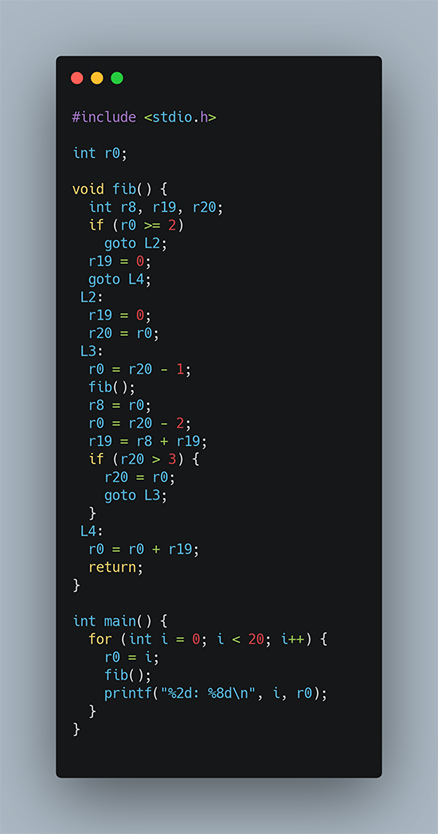 #include <stdio.h>

int r0;

void fib() {
  int r8, r19, r20;
  if (r0 >= 2)
    goto L2;
  r19 = 0;
  goto L4;
 L2:
  r19 = 0;
  r20 = r0;
 L3:
  r0 = r20 - 1;
  fib();
  r8 = r0;
  r0 = r20 - 2;
  r19 = r8 + r19;
  if (r20 > 3) {
    r20 = r0;
    goto L3;
  }
 L4:
  r0 = r0 + r19;
  return;
}

int main() {
  for (int i = 0; i < 20; i++) {
    r0 = i;
    fib();
    printf("%2d: %8d\n", i, r0);
  }
}